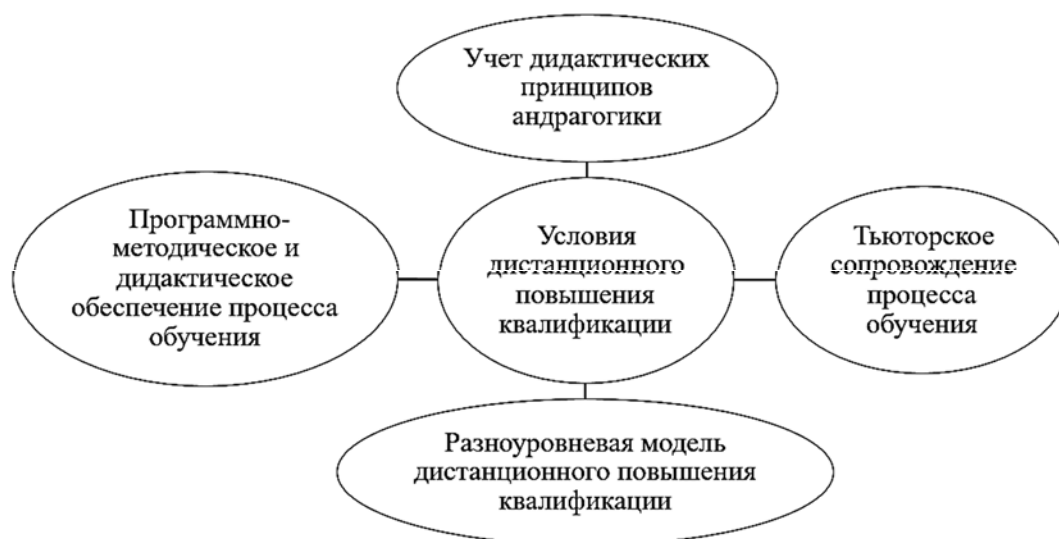 Учет дидактических
принципов
андрагогики
Программно-
методическое и
дидактическое
обеспечение процесса
обучения
Условия
дистанционного
повышения
квалификации
Тьюторское
сопровождение
процесса
обучения
Разноуровневая модель
дистанционного повышения
квалификации